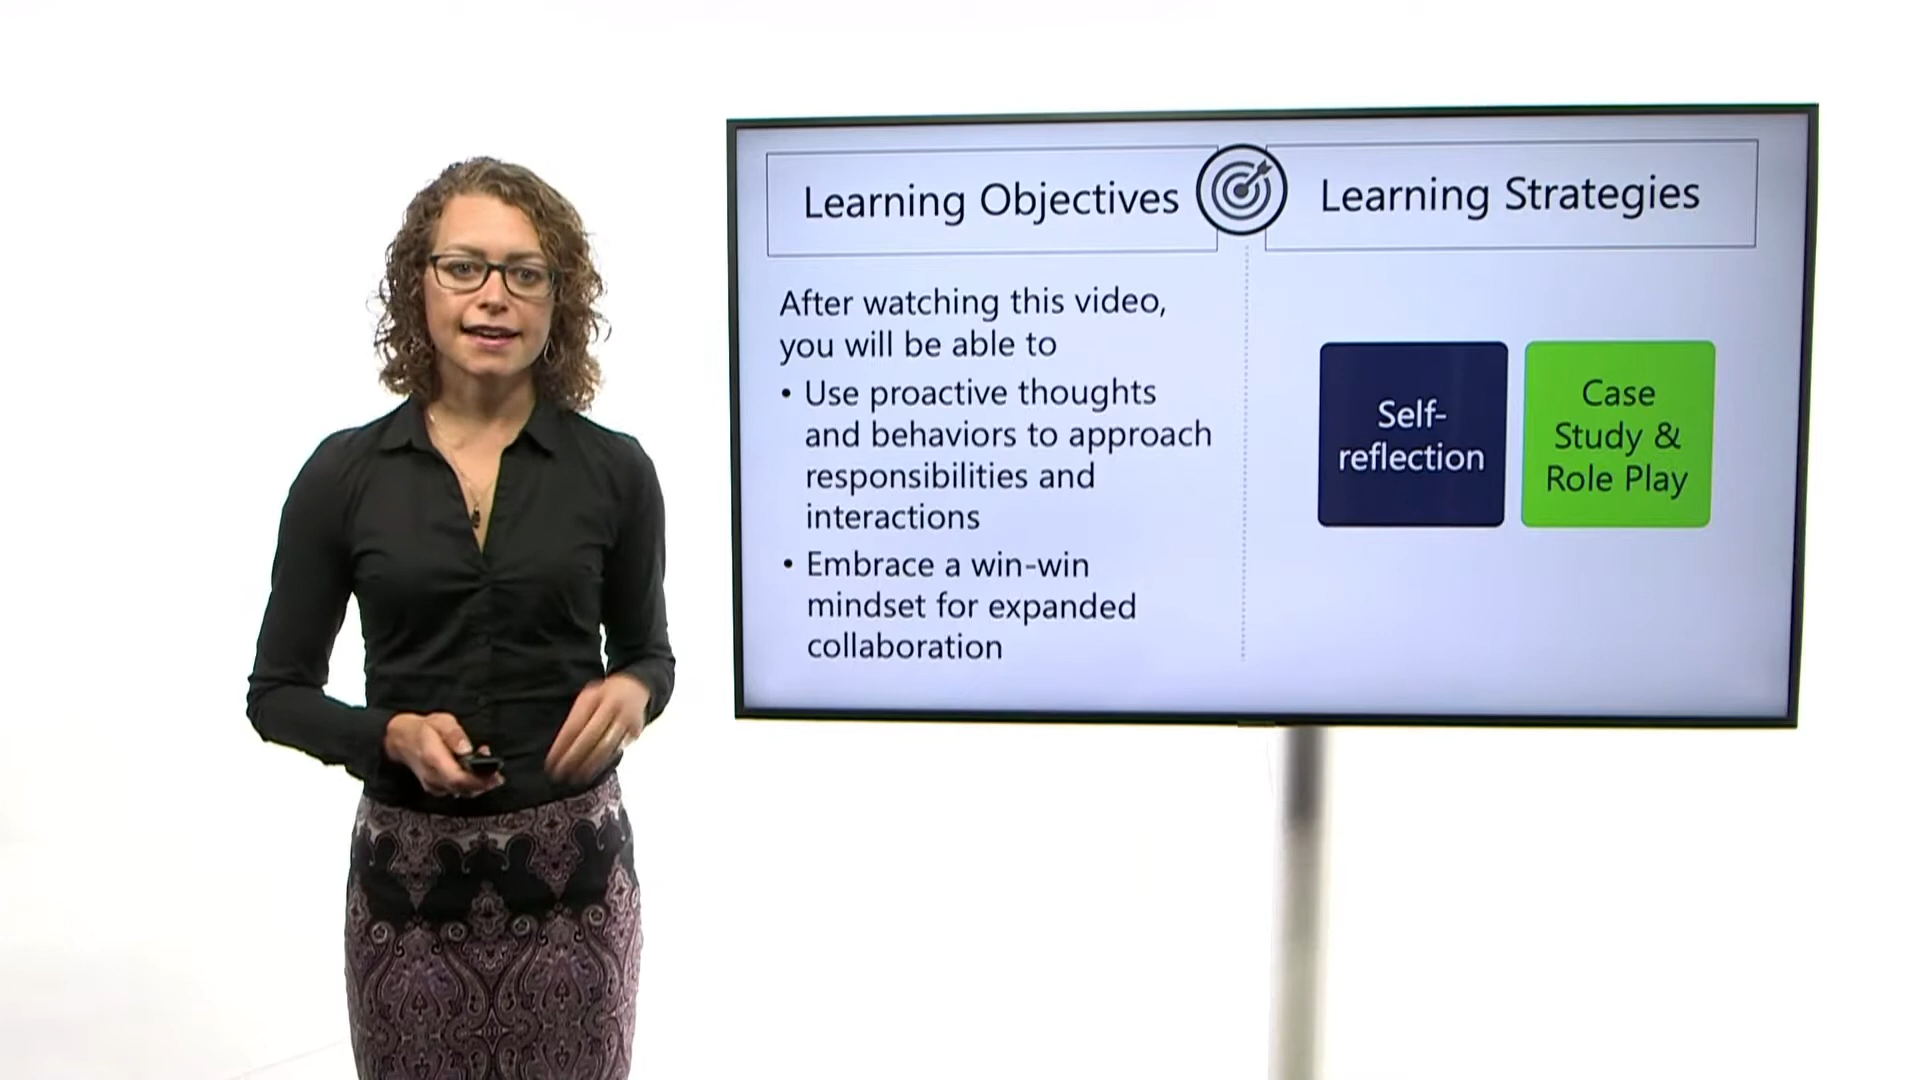 Learning Objectives
After watching this video,
you will be able to
• Use proactive thoughts
and behaviors to approach
responsibilities and
interactions
• Embrace a win-win
mindset for expanded
collaboration
Learning Strategies
Self-
reflection
Case
Study &
Role Play